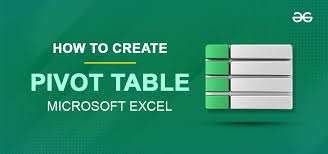 HOW TO CREATE
PIVOT TABLE
MICROSOFT EXCEL